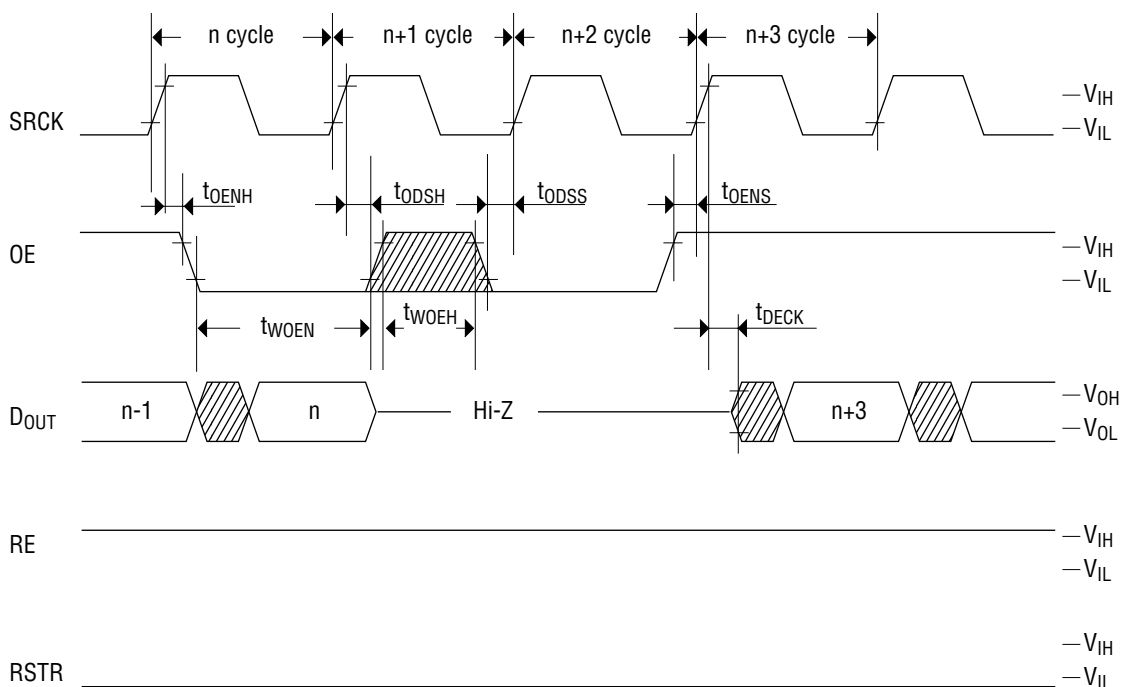 n cycle n+1 cycle n+2 cycle n+3 cycle
SRCK
VIH
VIL
tOENH tODSH tODSS tOENS
OE
VIH
VIL
tWOEN tWOEH tDECK
DOUT
n-1 n Hi-Z n+3
VOH
VOL
RE
VIH
VIL
RSTR
VIH
VIL